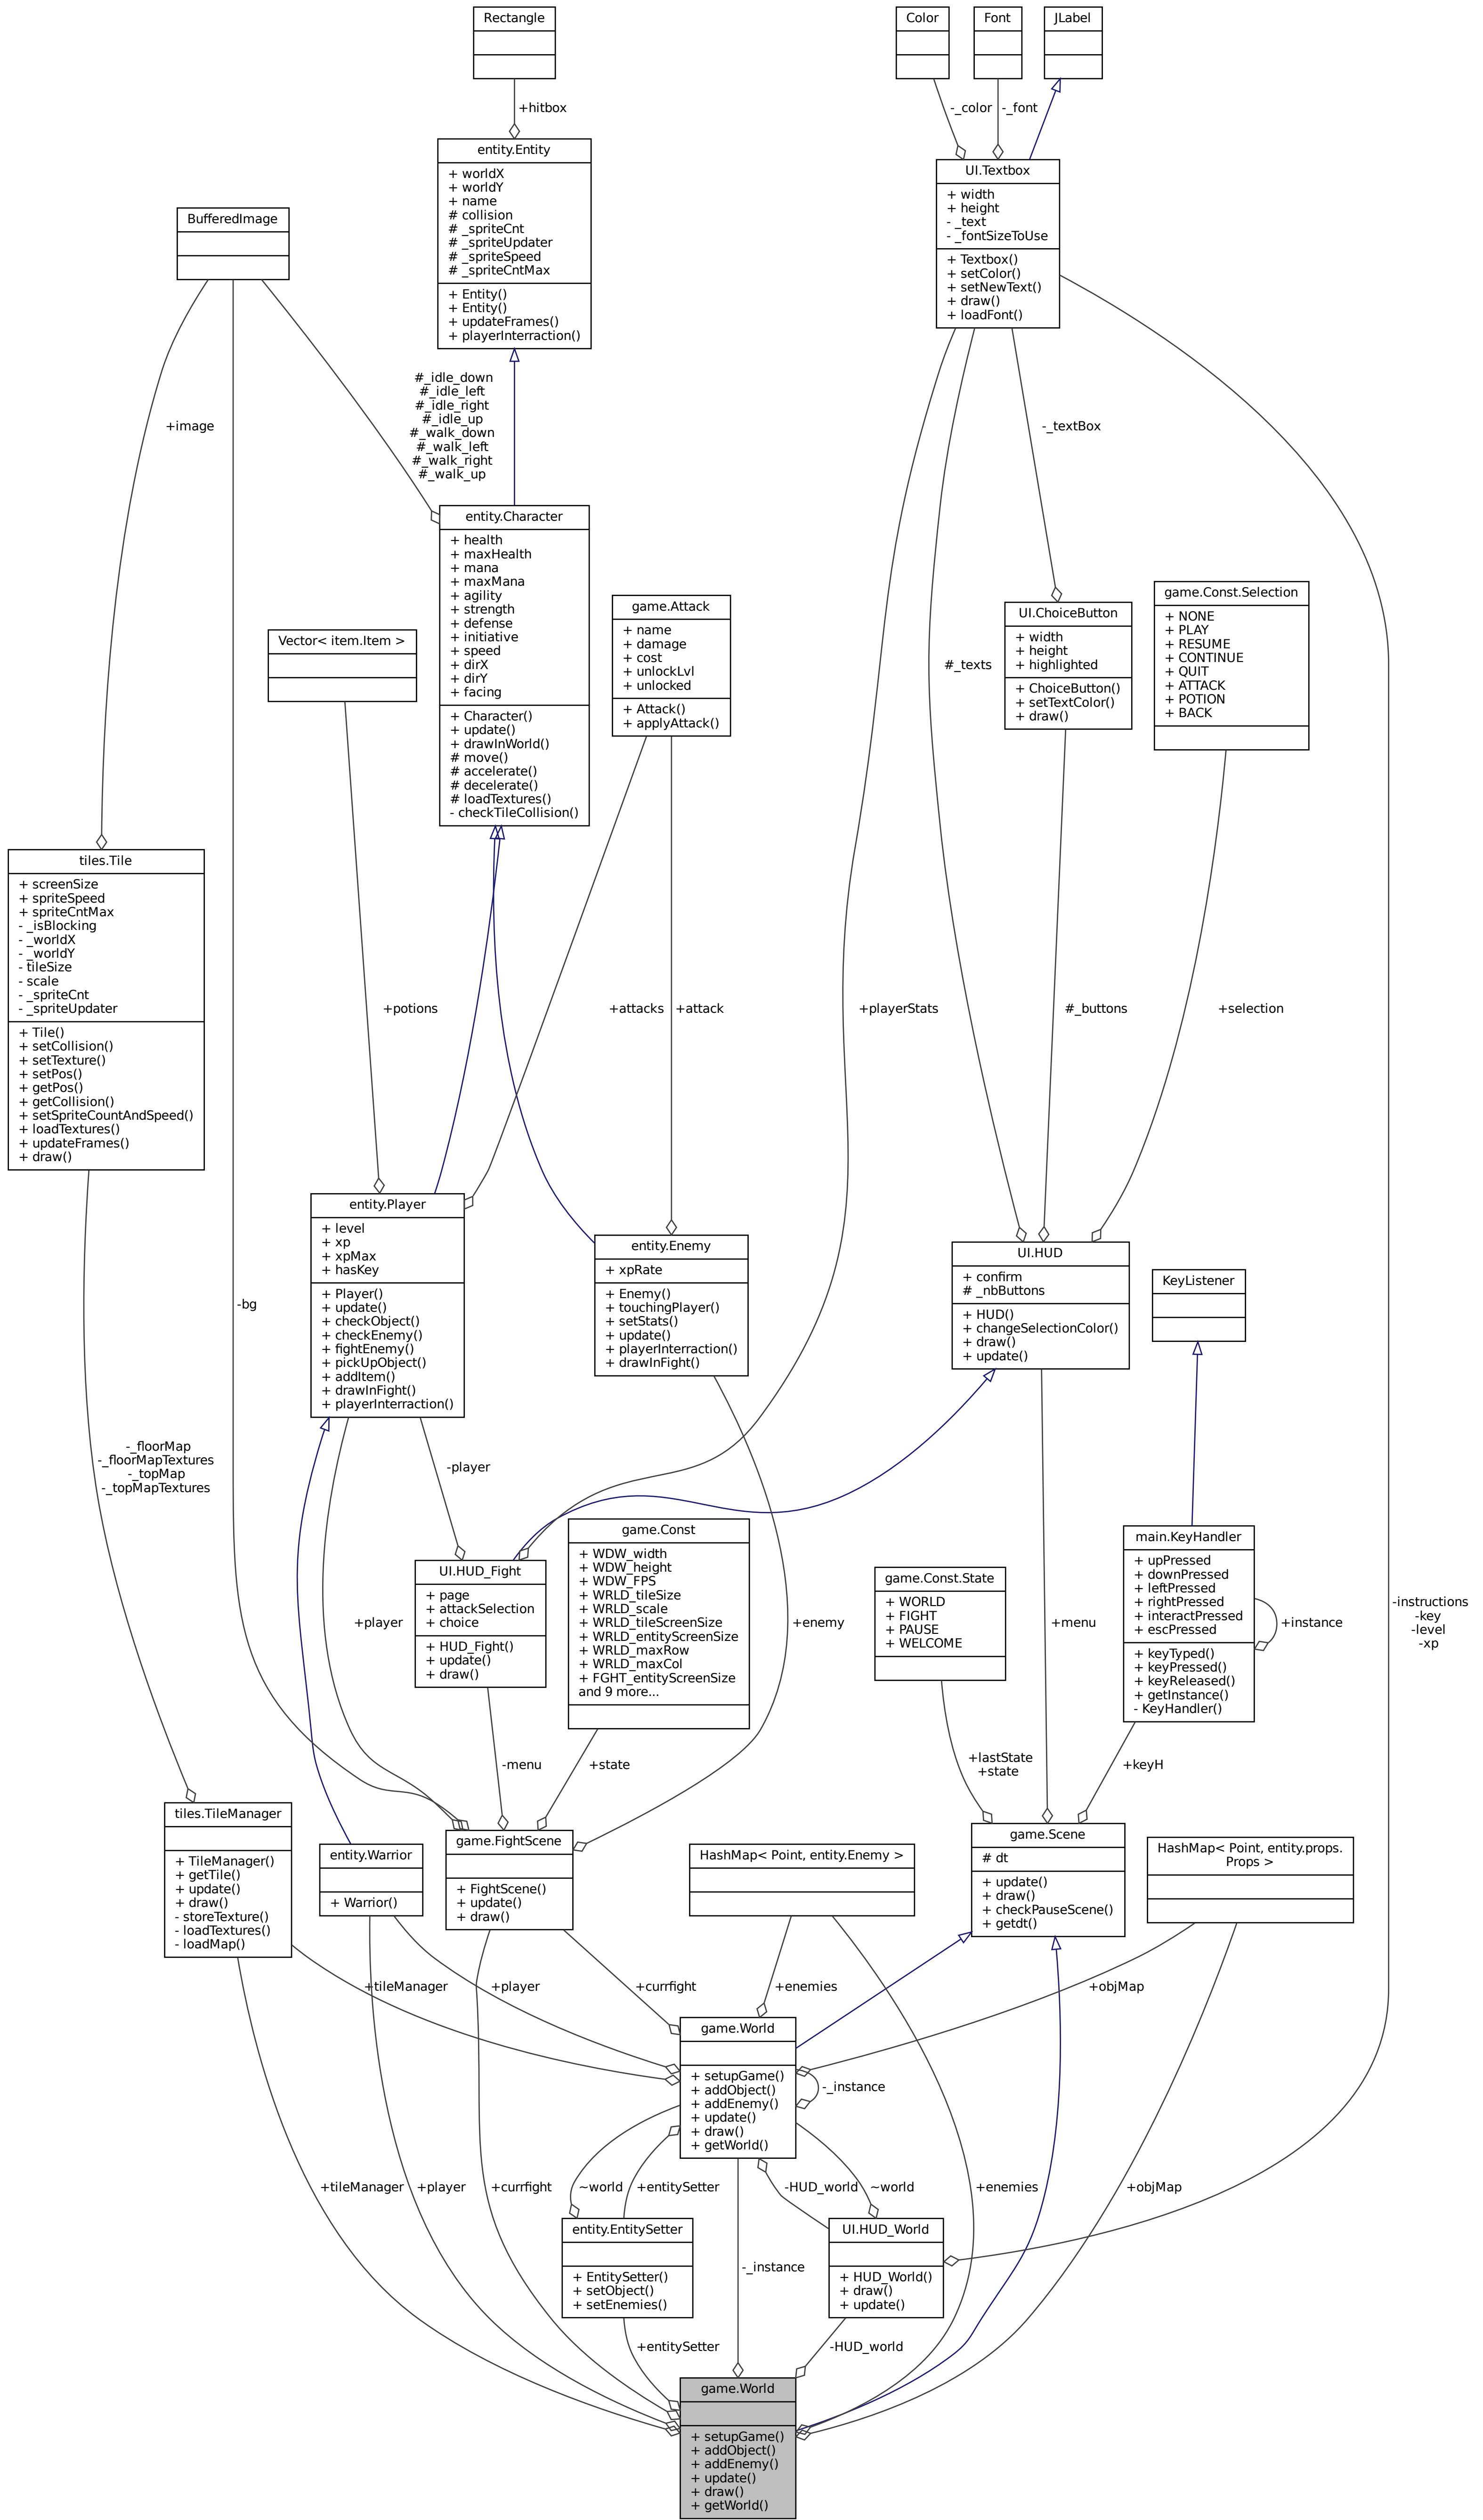 Rectangle
Color
Font
JLabel
+hitbox
-_color
-_font
entity.Entity
+ worldX
+ worldY
+ name
# collision
# _spriteCnt
# _spriteUpdater
# _spriteSpeed
# _spriteCntMax
+ Entity()
+ Entity()
+ updateFrames()
+ playerInterraction()
UI.Textbox
+ width
+ height
- _text
- _fontSizeToUse
+ Textbox()
+ setColor()
+ setNewText()
+ draw()
+ loadFont()
BufferedImage
+image
#_idle_down
#_idle_left
#_idle_right
#_idle_up
#_walk_down
#_walk_left
#_walk_right
#_walk_up
-_textBox
entity.Character
+ health
+ maxHealth
+ mana
+ maxMana
+ agility
+ strength
+ defense
+ initiative
+ speed
+ dirX
+ dirY
+ facing
+ Character()
+ update()
+ drawInWorld()
# move()
# accelerate()
# decelerate()
# loadTextures()
- checkTileCollision()
game.Attack
+ name
+ damage
+ cost
+ unlockLvl
+ unlocked
+ Attack()
+ applyAttack()
UI.ChoiceButton
+ width
+ height
+ highlighted
+ ChoiceButton()
+ setTextColor()
+ draw()
game.Const.Selection
+ NONE
+ PLAY
+ RESUME
+ CONTINUE
+ QUIT
+ ATTACK
+ POTION
+ BACK
Vector< item.Item >
#_texts
tiles.Tile
+ screenSize
+ spriteSpeed
+ spriteCntMax
- _isBlocking
- _worldX
- _worldY
- tileSize
- scale
- _spriteCnt
- _spriteUpdater
+ Tile()
+ setCollision()
+ setTexture()
+ setPos()
+ getPos()
+ getCollision()
+ setSpriteCountAndSpeed()
+ loadTextures()
+ updateFrames()
+ draw()
+potions
+attacks
+attack
+playerStats
#_buttons
+selection
entity.Player
+ level
+ xp
+ xpMax
+ hasKey
+ Player()
+ update()
+ checkObject()
+ checkEnemy()
+ fightEnemy()
+ pickUpObject()
+ addItem()
+ drawInFight()
+ playerInterraction()
entity.Enemy
+ xpRate
+ Enemy()
+ touchingPlayer()
+ setStats()
+ update()
+ playerInterraction()
+ drawInFight()
UI.HUD
+ confirm
# _nbButtons
+ HUD()
+ changeSelectionColor()
+ draw()
+ update()
KeyListener
-bg
-_floorMap
-_floorMapTextures
-_topMap
-_topMapTextures
-player
UI.HUD_Fight
+ page
+ attackSelection
+ choice
+ HUD_Fight()
+ update()
+ draw()
game.Const
+ WDW_width
+ WDW_height
+ WDW_FPS
+ WRLD_tileSize
+ WRLD_scale
+ WRLD_tileScreenSize
+ WRLD_entityScreenSize
+ WRLD_maxRow
+ WRLD_maxCol
+ FGHT_entityScreenSize
and 9 more...
game.Const.State
+ WORLD
+ FIGHT
+ PAUSE
+ WELCOME
main.KeyHandler
+ upPressed
+ downPressed
+ leftPressed
+ rightPressed
+ interactPressed
+ escPressed
+ keyTyped()
+ keyPressed()
+ keyReleased()
+ getInstance()
- KeyHandler()
+player
+enemy
+menu
+instance
-instructions
-key
-level
-xp
-menu
+state
+lastState
+state
+keyH
tiles.TileManager
+ TileManager()
+ getTile()
+ update()
+ draw()
- storeTexture()
- loadTextures()
- loadMap()
entity.Warrior
+ Warrior()
game.FightScene
+ FightScene()
+ update()
+ draw()
HashMap< Point, entity.Enemy >
game.Scene
# dt
+ update()
+ draw()
+ checkPauseScene()
+ getdt()
HashMap< Point, entity.props.
Props >
+tileManager
+player
+currfight
+enemies
+objMap
game.World
+ setupGame()
+ addObject()
+ addEnemy()
+ update()
+ draw()
+ getWorld()
-_instance
+tileManager
+player
+currfight
~world
+entitySetter
-HUD_world
~world
+enemies
+objMap
entity.EntitySetter
+ EntitySetter()
+ setObject()
+ setEnemies()
-_instance
UI.HUD_World
+ HUD_World()
+ draw()
+ update()
+entitySetter
-HUD_world
game.World
+ setupGame()
+ addObject()
+ addEnemy()
+ update()
+ draw()
+ getWorld()